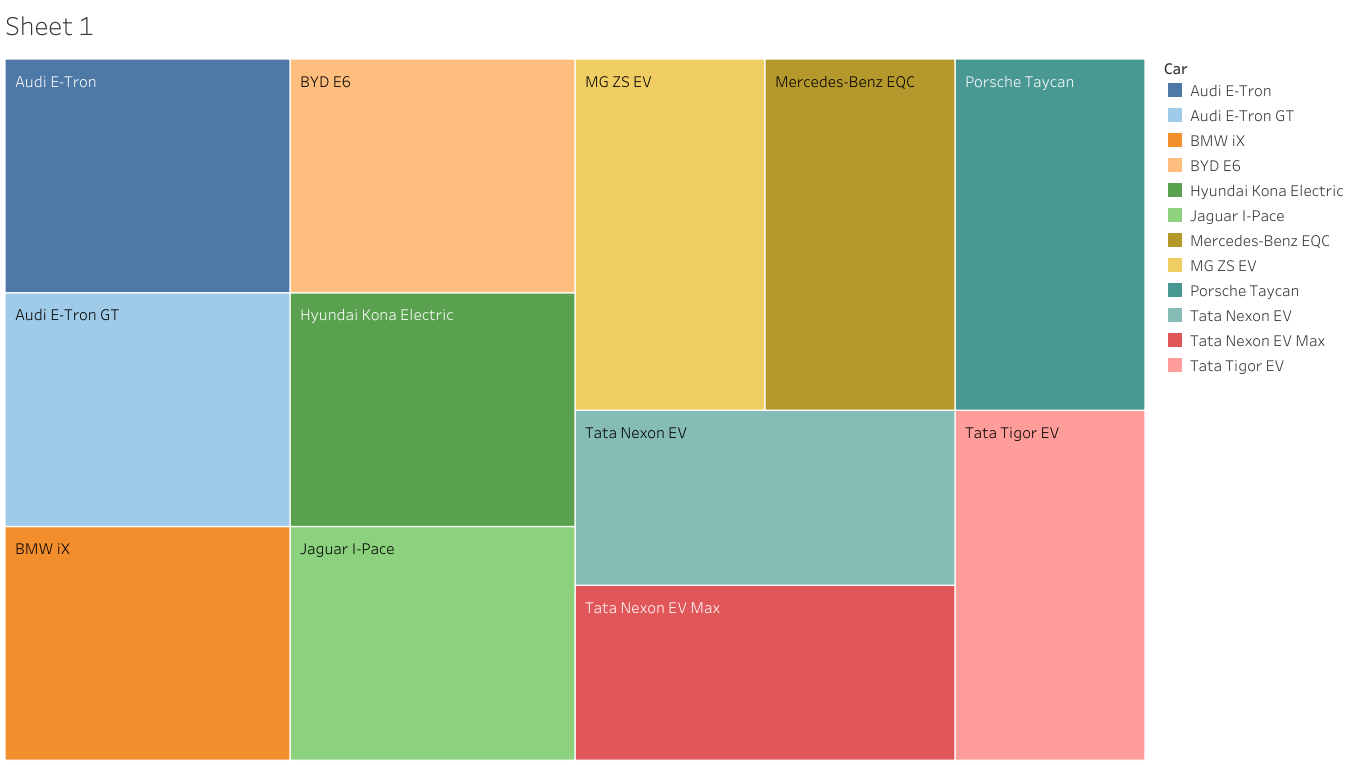 Sheet 1
Audi E-Tron
BYD E6
MG ZS EV
Mercedes-Benz EQC
Porsche Taycan
Audi E-Tron GT
Hyundai Kona Electric
Tata Nexon EV
Tata Tigor EV
BMW iX
Jaguar I-Pace
Tata Nexon EV Max
Car
Audi E-Tron
Audi E-Tron GT
BMW iX
BYD E6
Hyundai Kona Electric
Jaguar I-Pace
Mercedes-Benz EQC
MG ZS EV
Porsche Taycan
Tata Nexon EV
Tata Nexon EV Max
Tata Tigor EV